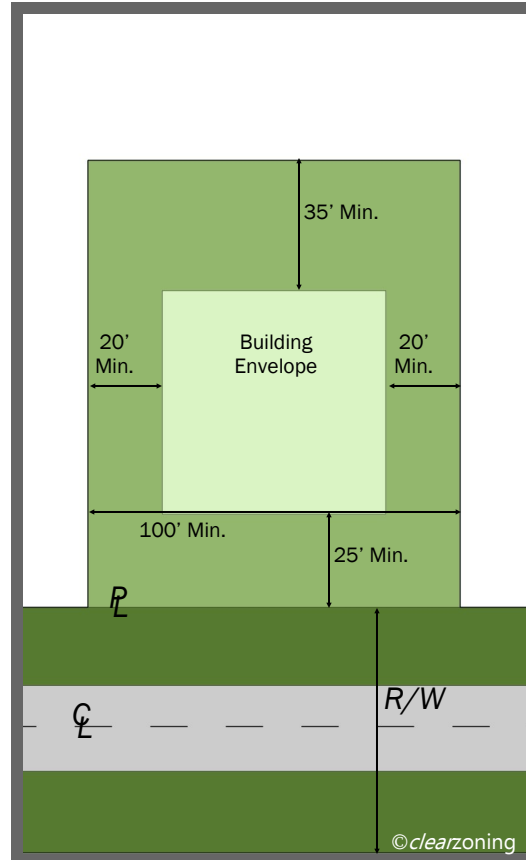 35’ Min.
20’
Min.
Building
Envelope
20’
Min.
100’ Min.
25’ Min.
PL
CL
R/W
©clearzoning